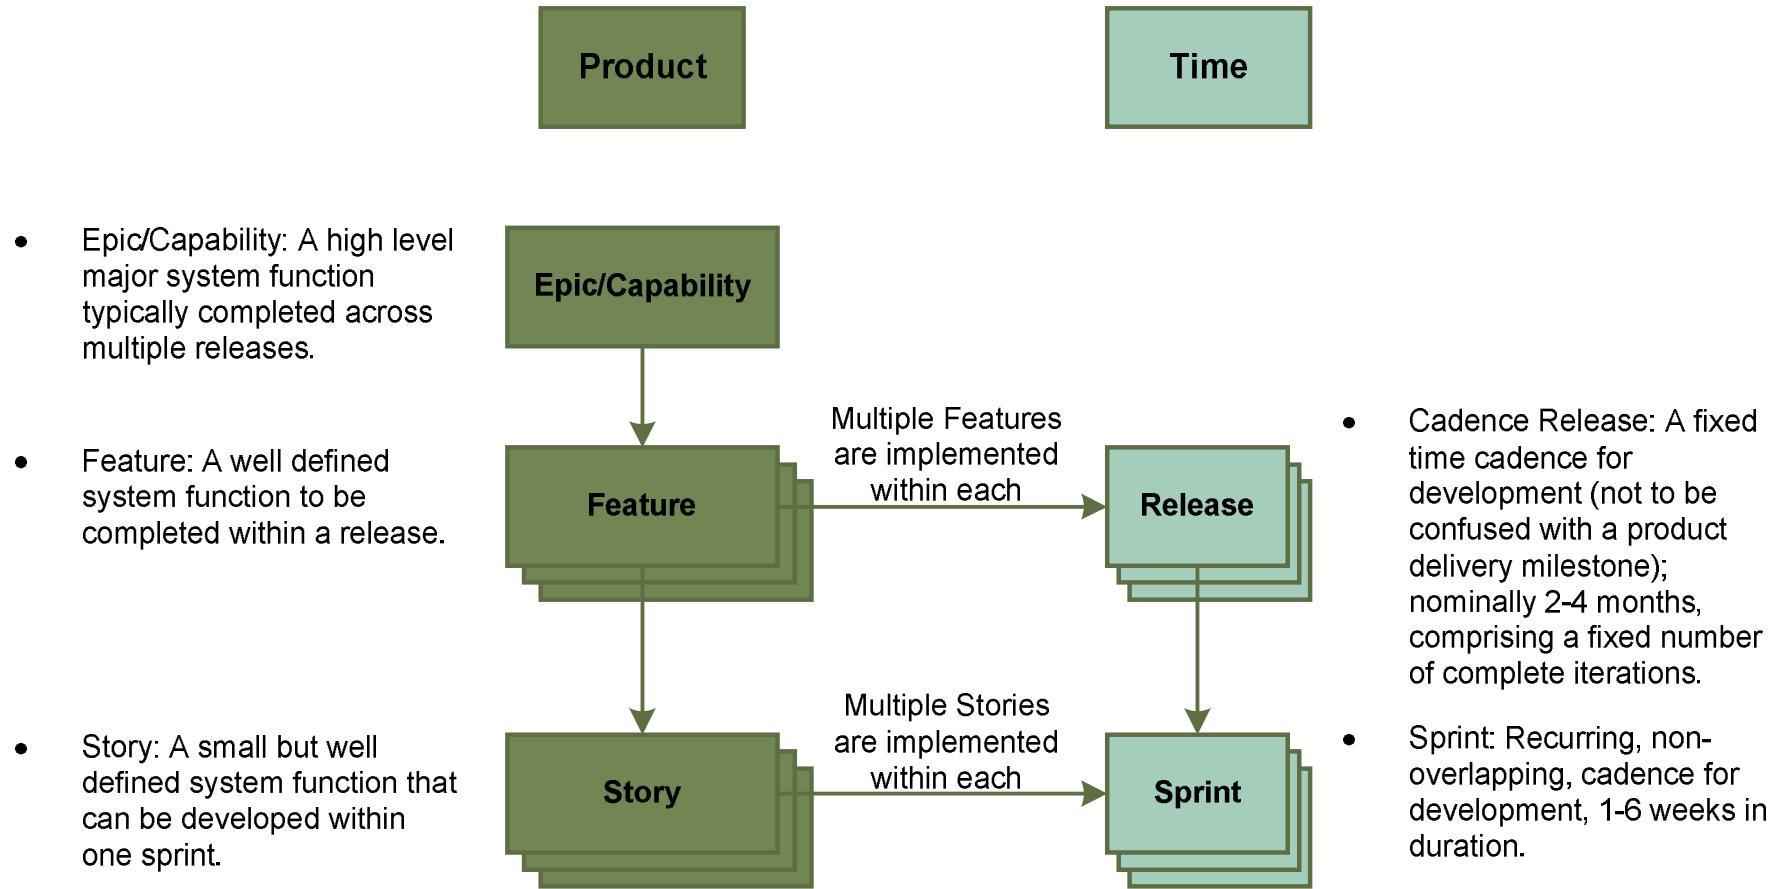 Product
Time
• Epic/Capability: A high level
major system function
typically completed across
multiple releases.
Epic/Capability
• Feature: A well defined
system function to be
completed within a release.
Feature
Multiple Features
are implemented
within each
Release
• Cadence Release: A fixed
time cadence for
development (not to be
confused with a product
delivery milestone);
nominally 2-4 months,
comprising a fixed number
of complete iterations.
• Story: A small but well
defined system function that
can be developed within
one sprint.
Story
Multiple Stories
are implemented
within each
Sprint
• Sprint: Recurring, non-
overlapping, cadence for
development, 1-6 weeks in
duration.